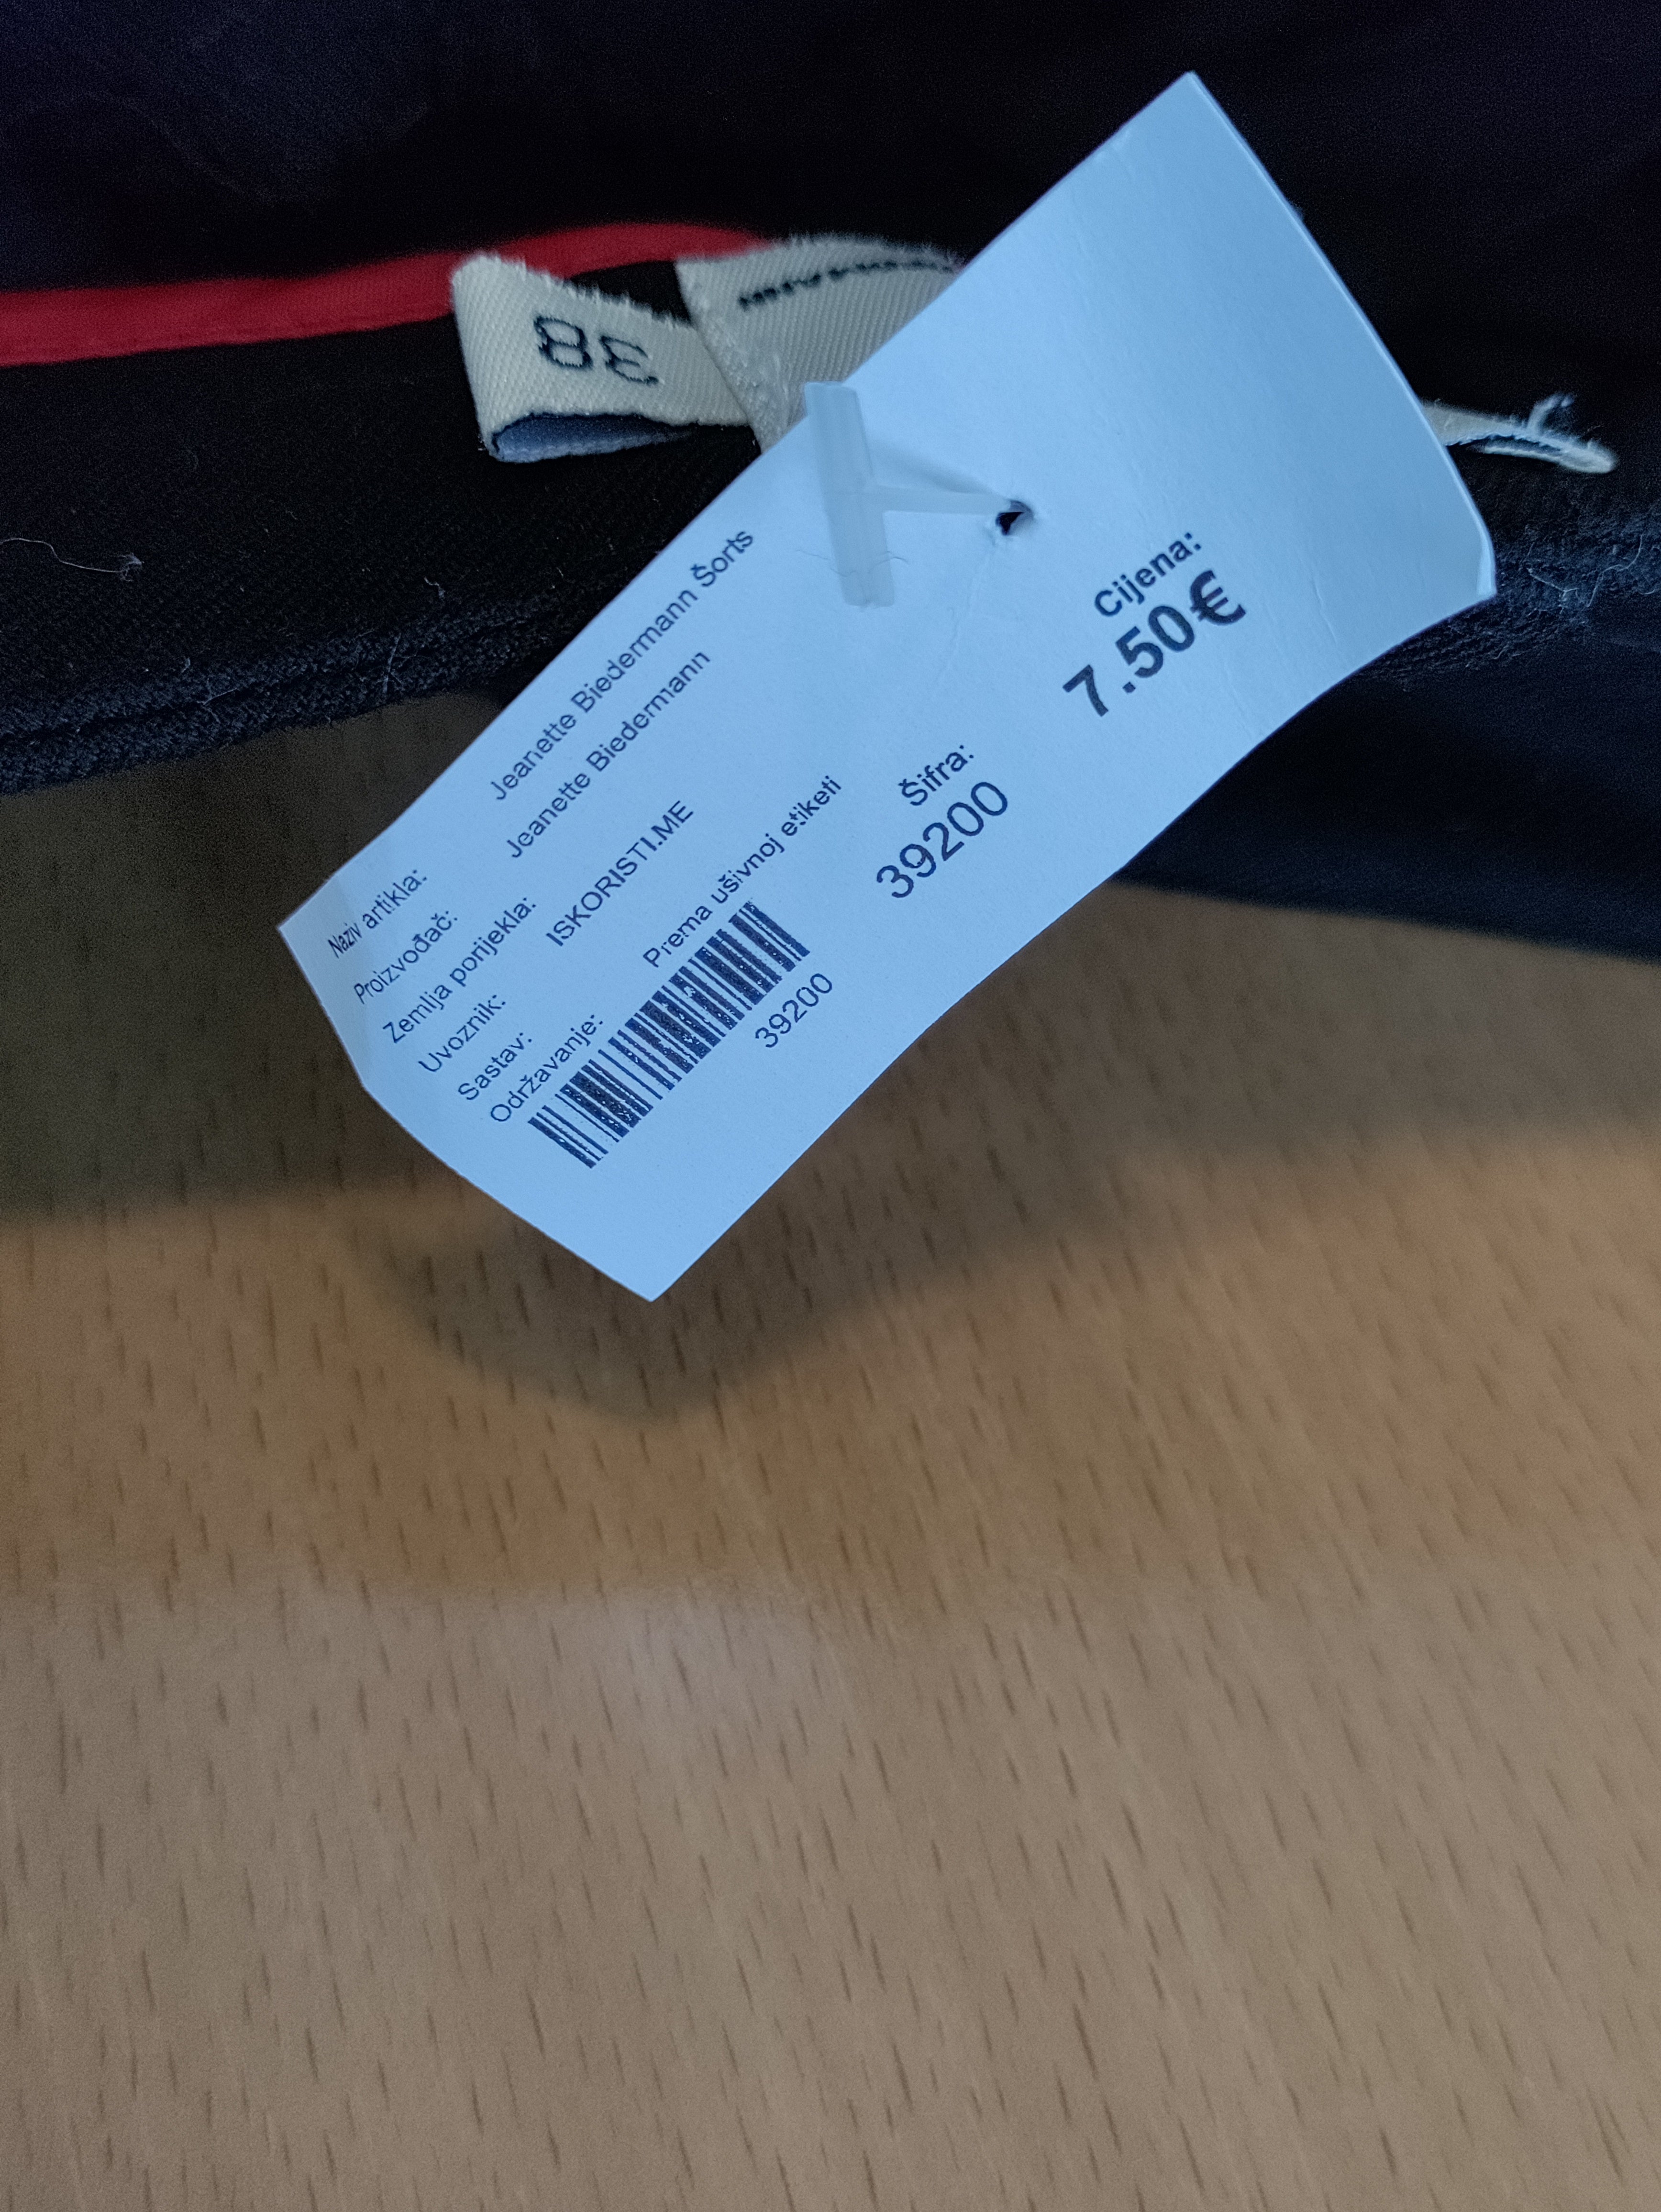 38
Naziv artikla: Jeanette Biedermann Šorts
Proizvođač: Jeanette Biedermann
Zemlja porijekla:
Uvoznik: ISKORISTI.ME
Sastav:
Održavanje: Prema ušivnoj etiketi
39200
Šifra:
39200
Cijena:
7.50€